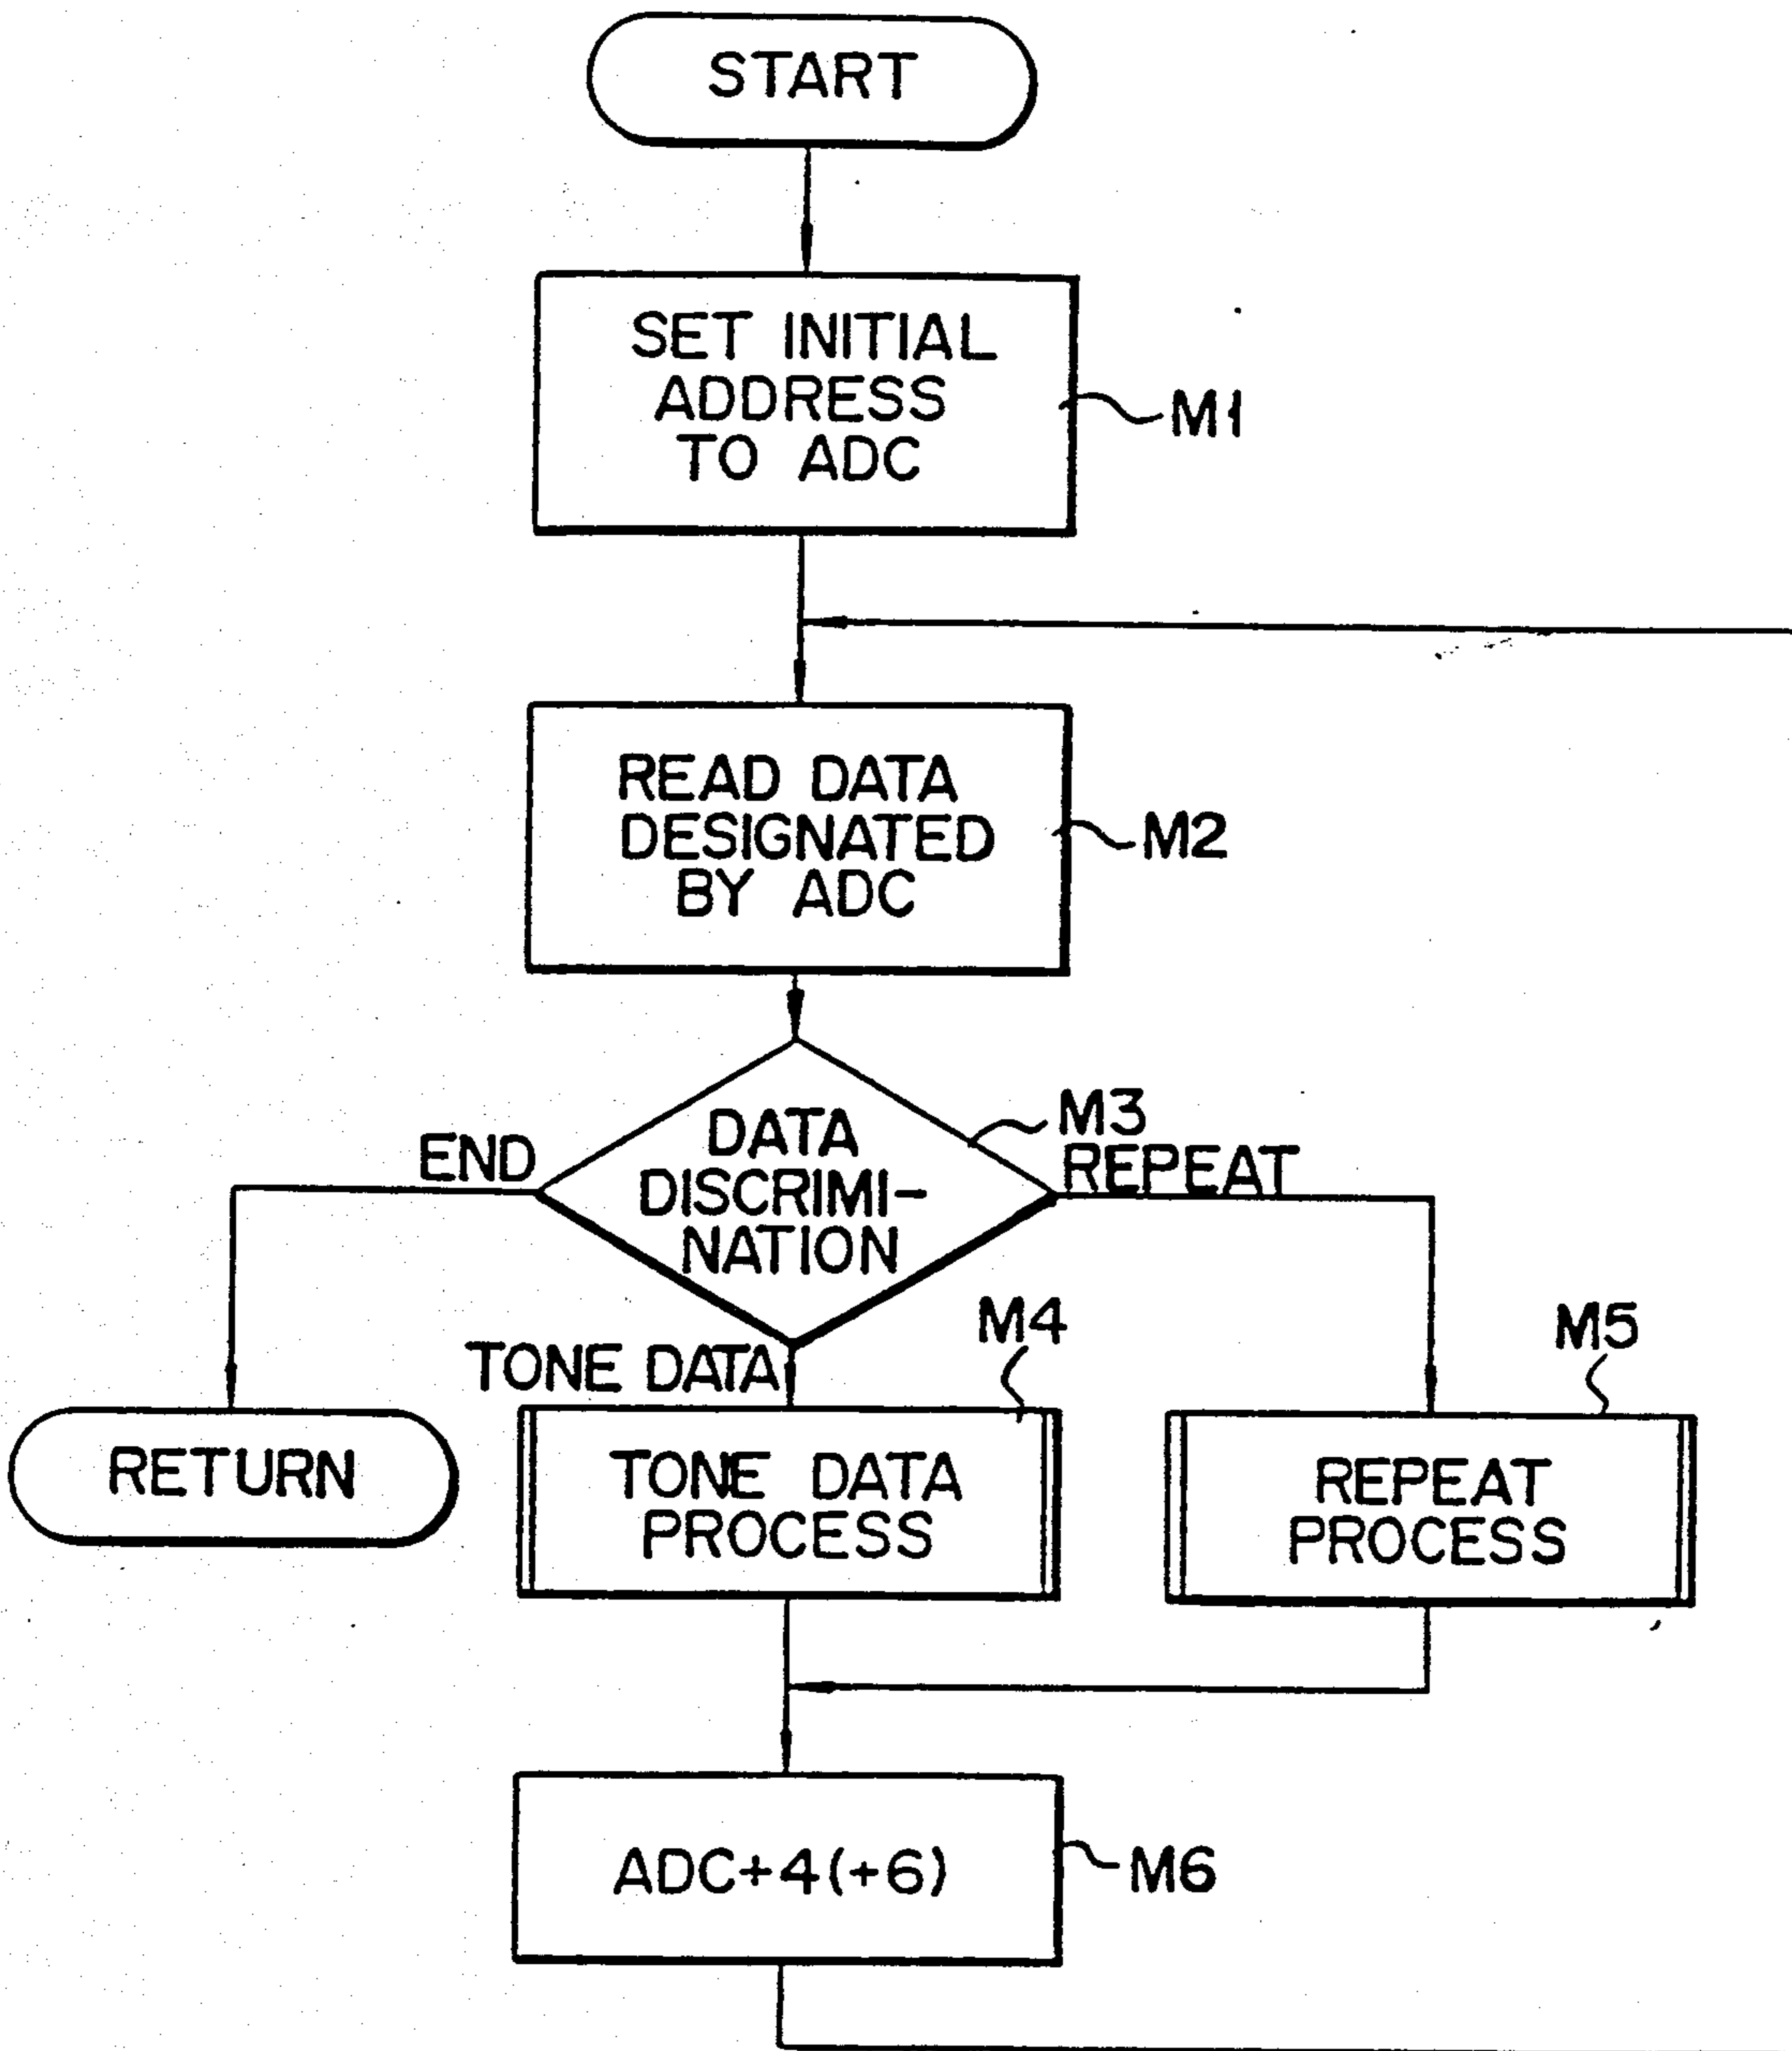 START
SET INITIAL
ADDRESS
TO ADC
M1
READ DATA
DESIGNATED
BY ADC
M2
DATA
DISCRIMI-
NATION
M3
END
REPEAT
TONE DATA
M4
M5
RETURN
TONE DATA
PROCESS
REPEAT
PROCESS
ADC+4(+6)
M6